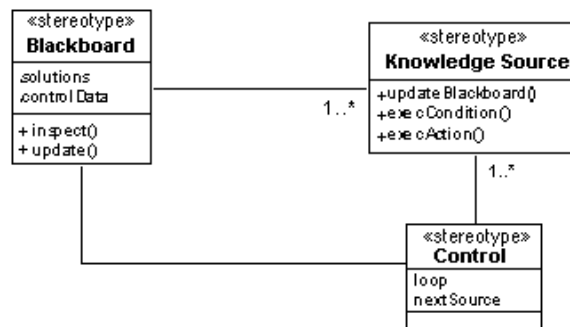 «stereotype»
Blackboard
.solutions
.controlData
+ inspect()
+ update()
1..*
«stereotype»
Knowledge Source
+updateBlackboard()
+execCondition()
+execAction()
1..*
«stereotype»
Control
loop
nextSource